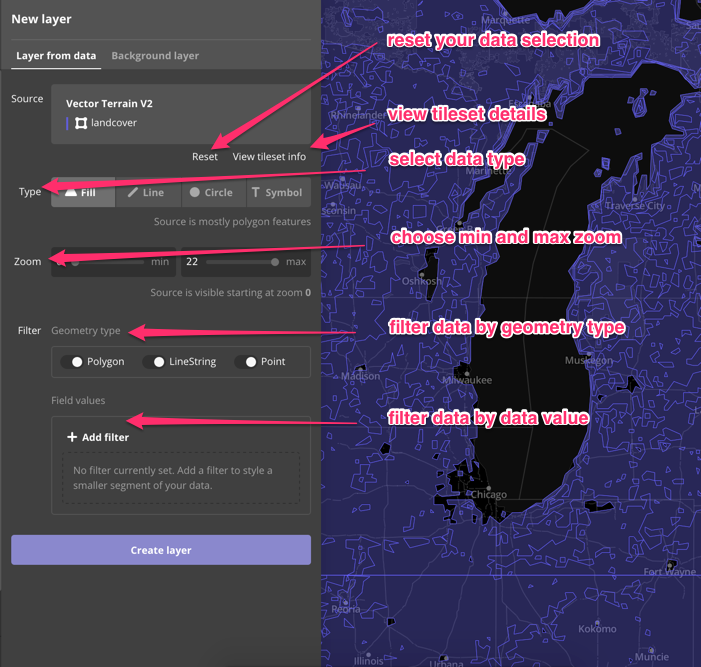 New layer
Layer from data Background layer
Source
Vector Terrain V2
landcover
Reset View tileset info
Type
Fill Line Circle T Symbol
Source is mostly polygon features
Zoom
min 22 max
Source is visible starting at zoom 0
Filter Geometry type
Polygon LineString Point
Field values
+ Add filter
No filter currently set. Add a filter to style a
smaller segment of your data.
Create layer
reset your data selection
view tileset details
select data type
choose min and max zoom
filter data by geometry type
filter data by data value
Marquette
Escanaba
Rhinelander
Marinette
Wausau
Traverse City
Oshkosh
Muskegon
Madison
Milwaukee
Chicago
Fort Wayne
Peoria
Kokomo
Illinois
Urbana
Muncie